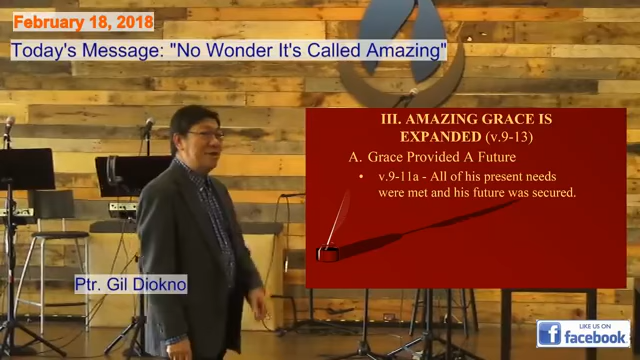 February 18, 2018
Today's Message: "No Wonder It's Called Amazing"
III. AMAZING GRACE IS
EXPANDED (v.9-13)
A. Grace Provided A Future
• v.9-11a - All of his present needs
were met and his future was secured.
Ptr. Gil Diokno
LIKE US ON
facebook